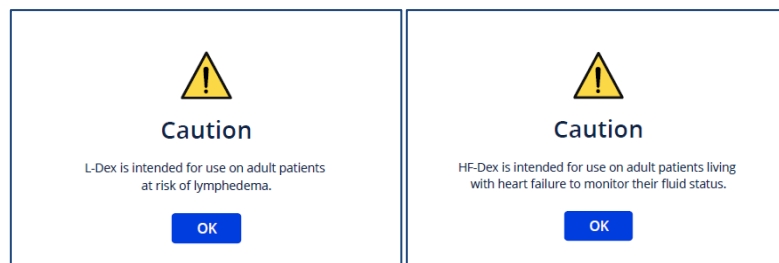 Caution
L-Dex is intended for use on adult patients
at risk of lymphedema.
OK
Caution
HF-Dex is intended for use on adult patients living
with heart failure to monitor their fluid status.
OK